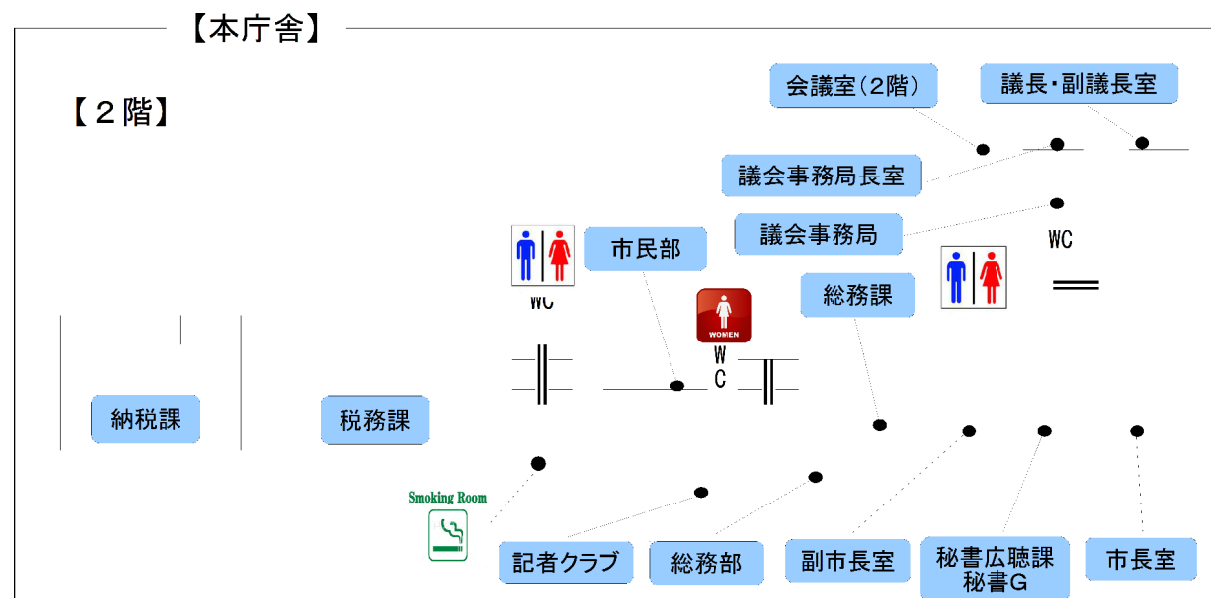 【本庁舎】
【２階】
会議室(２階)
議長・副議長室
議会事務局長室
議会事務局
WC
市民部
WC
総務課
WOMEN
W
C
納税課
税務課
Smoking Room
記者クラブ
総務部
副市長室
秘書広聴課
秘書G
市長室